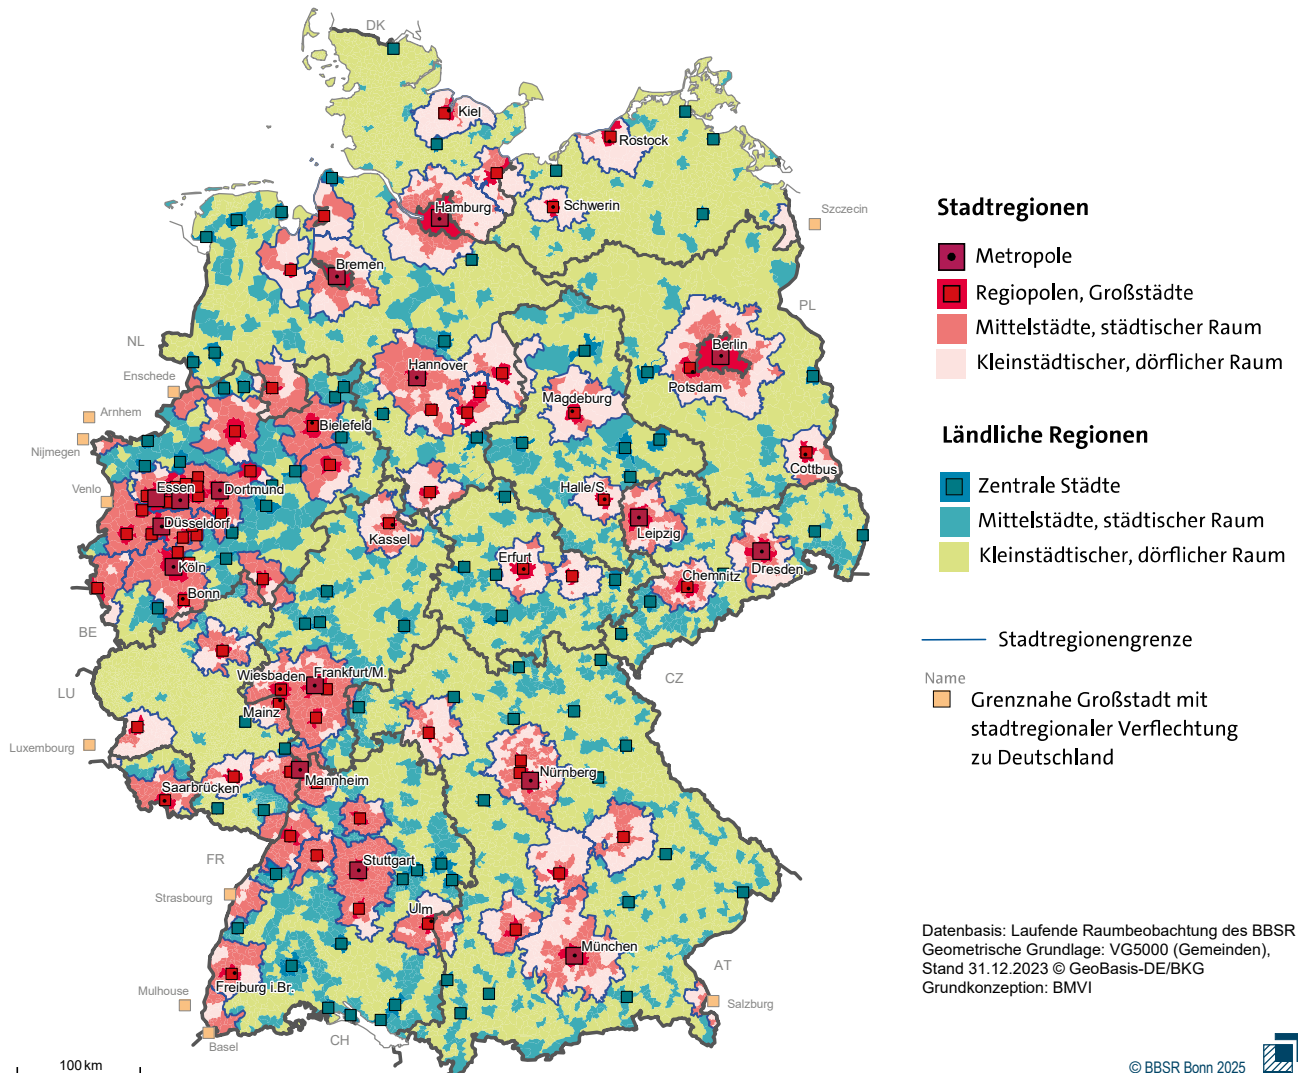 DK
Kiel
Rostock
Hamburg
Schwerin
Szczecin
Bremen
PL
NL
Hannover
Berlin
Enschede
Potsdam
Magdeburg
Arnhem
Bielefeld
Nijmegen
Cottbus
Venlo
Essen
Dortmund
Halle/S.
Düsseldorf
Leipzig
Kassel
Erfurt
Köln
Dresden
Chemnitz
Bonn
BE
LU
Wiesbaden
Frankfurt/M.
CZ
Mainz
Luxembourg
Mannheim
Nürnberg
Saarbrücken
FR
Stuttgart
Strasbourg
Ulm
München
AT
Freiburg i.Br.
Mulhouse
Salzburg
Basel
CH
100 km
Stadtregionen
Metropole
Regiopolen, Großstädte
Mittelstädte, städtischer Raum
Kleinstädtischer, dörflicher Raum
Ländliche Regionen
Zentrale Städte
Mittelstädte, städtischer Raum
Kleinstädtischer, dörflicher Raum
Stadtregionengrenze
Name
Grenznahe Großstadt mit
stadtregionaler Verflechtung
zu Deutschland
Datenbasis: Laufende Raumbeobachtung des BBSR
Geometrische Grundlage: VG5000 (Gemeinden),
Stand 31.12.2023 © GeoBasis-DE/BKG
Grundkonzeption: BMVI
© BBSR Bonn 2025